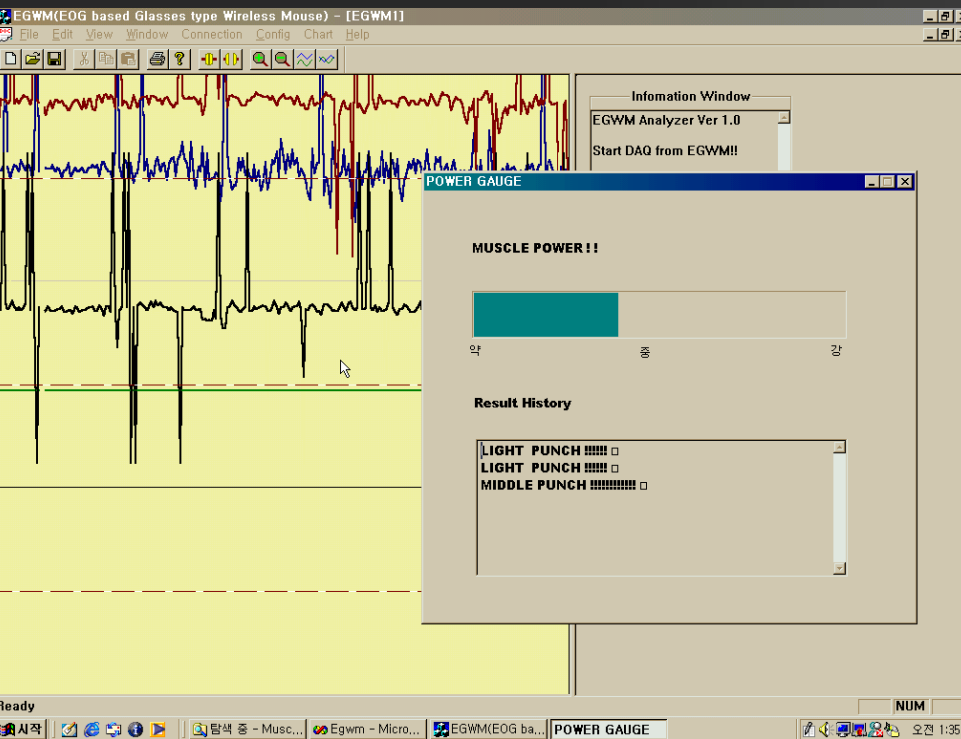 EGWM(EOG based Glasses type Wireless Mouse) - [EGWM1]
File Edit View Window Connection Config Chart Help
Infomation Window
EGWM Analyzer Ver 1.0
Start DAQ from EGWM!!
POWER GAUGE
MUSCLE POWER!!
약 중 강
Result History
LIGHT PUNCH !!!!!! □
LIGHT PUNCH !!!!!! □
MIDDLE PUNCH !!!!!!!!!!!! □
Ready NUM
시작 탐색 중 - Musc... Egwm - Micro... EGWM(EOG ba... POWER GAUGE 오전 1:35